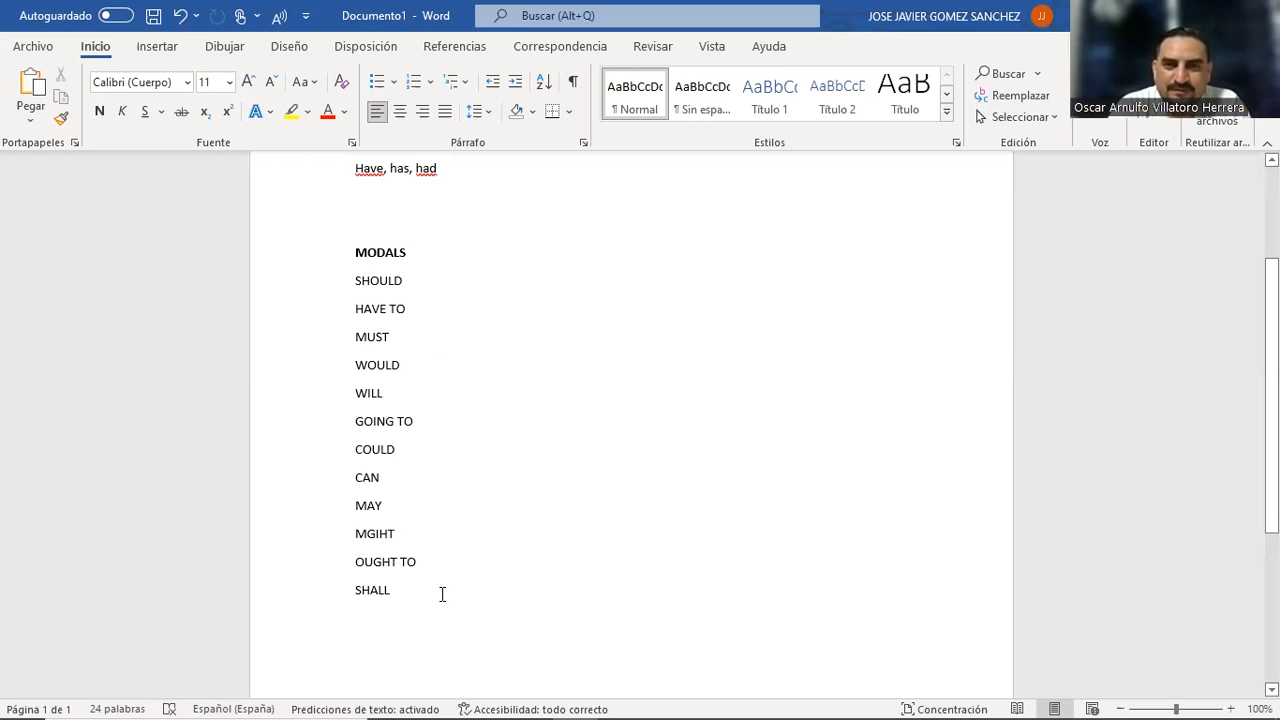 Autoguardado
Documento1 - Word
Buscar (Alt+Q)
JOSE JAVIER GOMEZ SANCHEZ
JJ
Archivo Inicio Insertar Dibujar Diseño Disposición Referencias Correspondencia Revisar Vista Ayuda
Pegar
Portapapeles
Calibri (Cuerpo) 11
Fuente
Párrafo
AaBbCcDc AaBbCcDc AaBbCc AaBbCcD AaB
¶ Normal ¶ Sin espa... Título 1 Título 2 Título
Estilos
Buscar
Reemplazar
Seleccionar
Edición
Voz
Editor
archivos
Reutilizar ar...
Oscar Arnulfo Villatoro Herrera
Have, has, had
MODALS
SHOULD
HAVE TO
MUST
WOULD
WILL
GOING TO
COULD
CAN
MAY
MGIHT
OUGHT TO
SHALL
Página 1 de 1 24 palabras Español (España) Predicciones de texto: activado Accesibilidad: todo correcto Concentración 100%